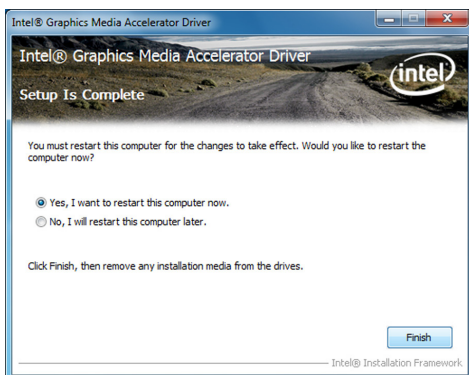 Intel® Graphics Media Accelerator Driver
Intel® Graphics Media Accelerator Driver
intel
Setup Is Complete
You must restart this computer for the changes to take effect. Would you like to restart the
computer now?
Yes, I want to restart this computer now.
No, I will restart this computer later.
Click Finish, then remove any installation media from the drives.
Finish
Intel® Installation Framework